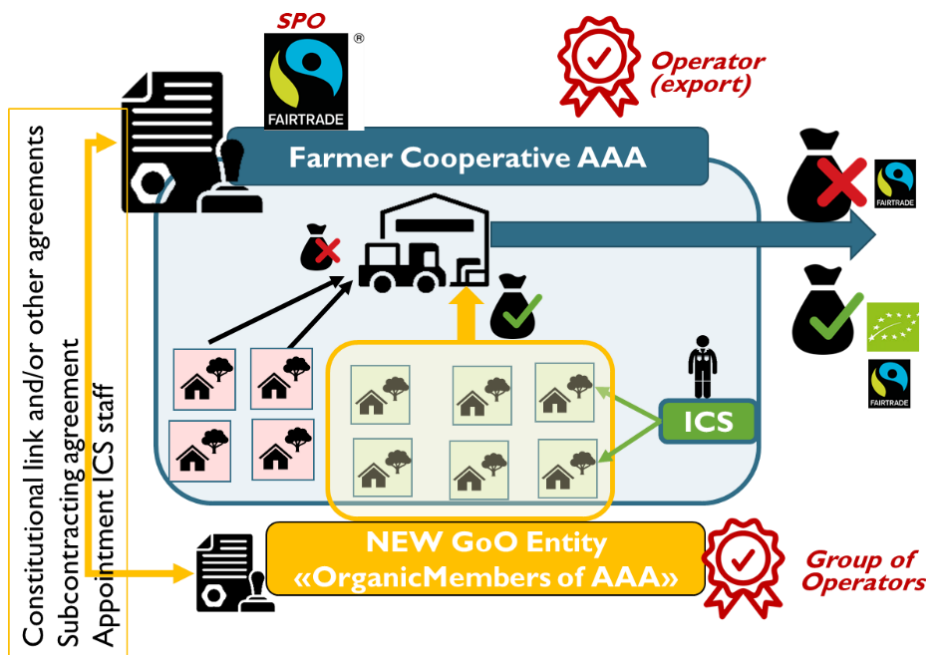 SPO
®
FAIRTRADE
Operator
(export)
Farmer Cooperative AAA
FAIRTRADE
FAIRTRADE
ICS
NEW GoO Entity
«OrganicMembers of AAA»
Group of
Operators
Constitutional link and/or other agreements
Subcontracting agreement
Appointment ICS staff